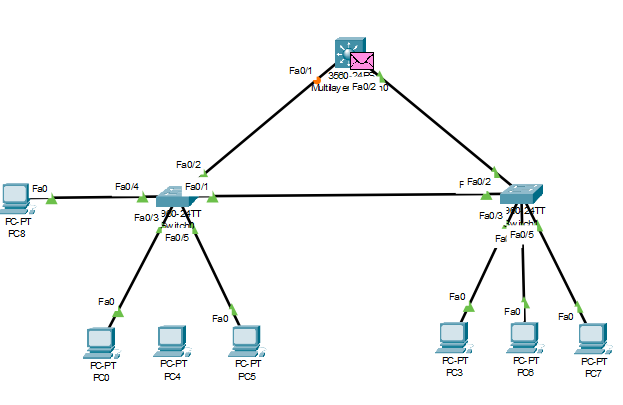 Fa0/1
3560-24PS
Fa0/2
Fa0/2
Fa0
Fa0/4
Fa0/1
Fa0/2
PC-PT
PC8
Fa0/3
Fa0/5
Fa0/3
Fa0/5
Fa0
Fa0
Fa0
Fa0
Fa0
PC-PT
PC0
PC-PT
PC4
PC-PT
PC5
PC-PT
PC3
PC-PT
PC6
PC-PT
PC7